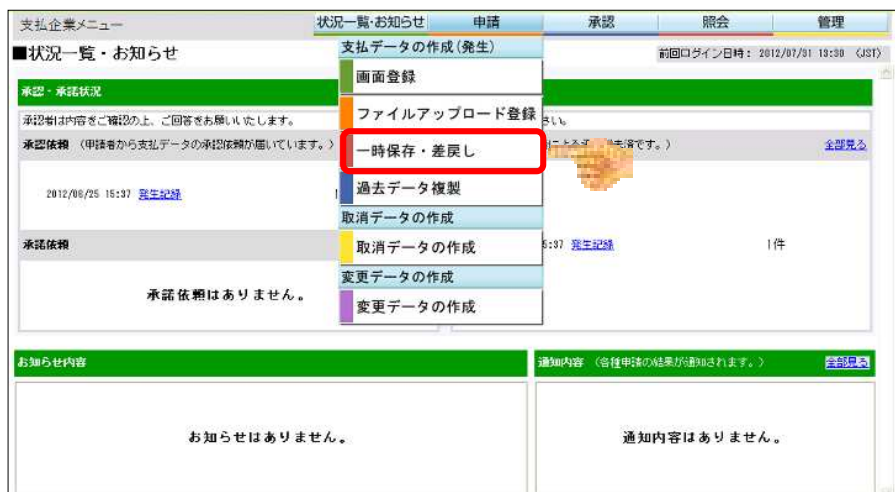 支払企業メニュー
状況一覧・お知らせ 申請 承認 照会 管理
■状況一覧・お知らせ
前回ログイン日時: 2012/07/31 13:30 (JST)
支払データの作成(発生)
画面登録
ファイルアップロード登録
一時保存・差戻し
過去データ複製
取消データの作成
取消データの作成
変更データの作成
変更データの作成
承認・承諾状況
承認者は内容をご確認の上、ご回答をお願いいたします。
さい。
承認依頼 (申請者から支払データの承認依頼が届いています。)
済です。)
全部見る
2012/08/25 15:37 発生記録
承諾依頼
5:37 発生記録 1件
承諾依頼はありません。
お知らせ内容
通知内容 (各種申請の結果が通知されます。) 全部見る
お知らせはありません。
通知内容はありません。